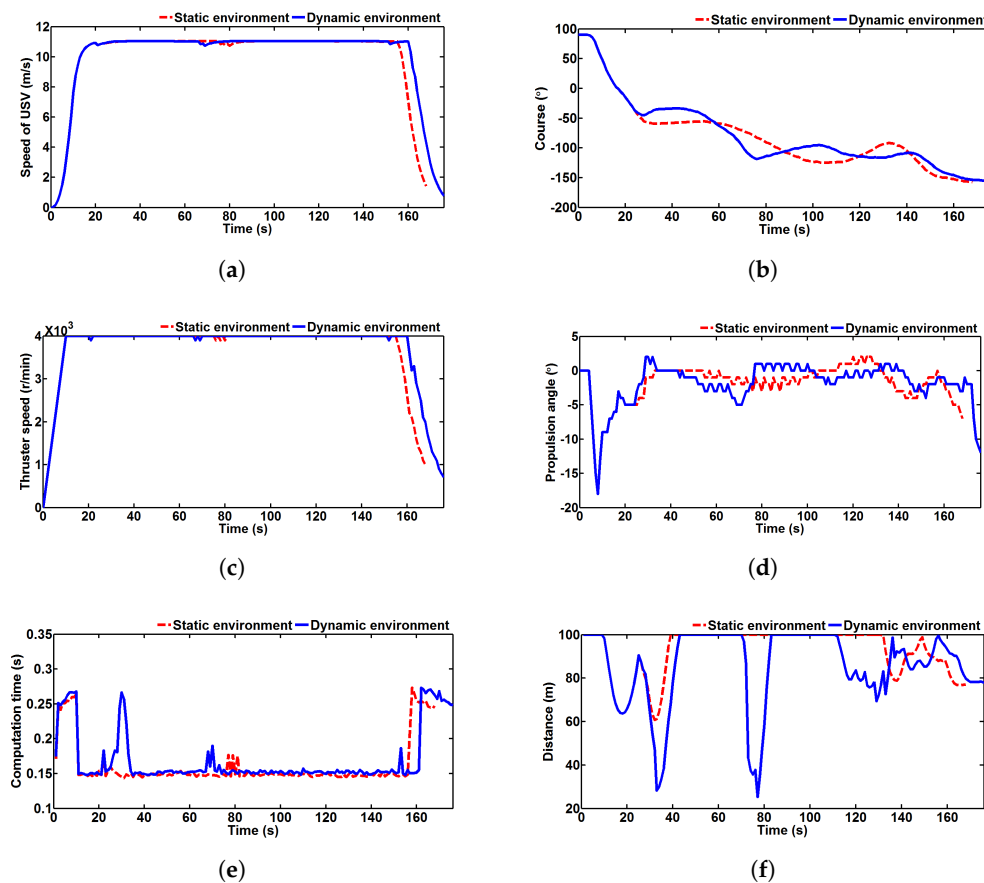 Static environment Dynamic environment
12
10
8
6
4
2
0
Speed of USV (m/s)
0 20 40 60 80 100 120 140 160
Time (s)
(a)
Static environment Dynamic environment
100
50
0
-50
-100
-150
-200
Course (°)
0 20 40 60 80 100 120 140 160
Time (s)
(b)
X10³
Static environment Dynamic environment
4
3
2
1
0
Thruster speed (r/min)
0 20 40 60 80 100 120 140 160
Time (s)
(c)
Static environment Dynamic environment
5
0
-5
-10
-15
-20
Propulsion angle (°)
0 20 40 60 80 100 120 140 160
Time (s)
(d)
Static environment Dynamic environment
0.35
0.3
0.25
0.2
0.15
0.1
Computation time (s)
0 20 40 60 80 100 120 140 160
Time (s)
(e)
Static environment Dynamic environment
100
80
60
40
20
Distance (m)
0 20 40 60 80 100 120 140 160
Time (s)
(f)